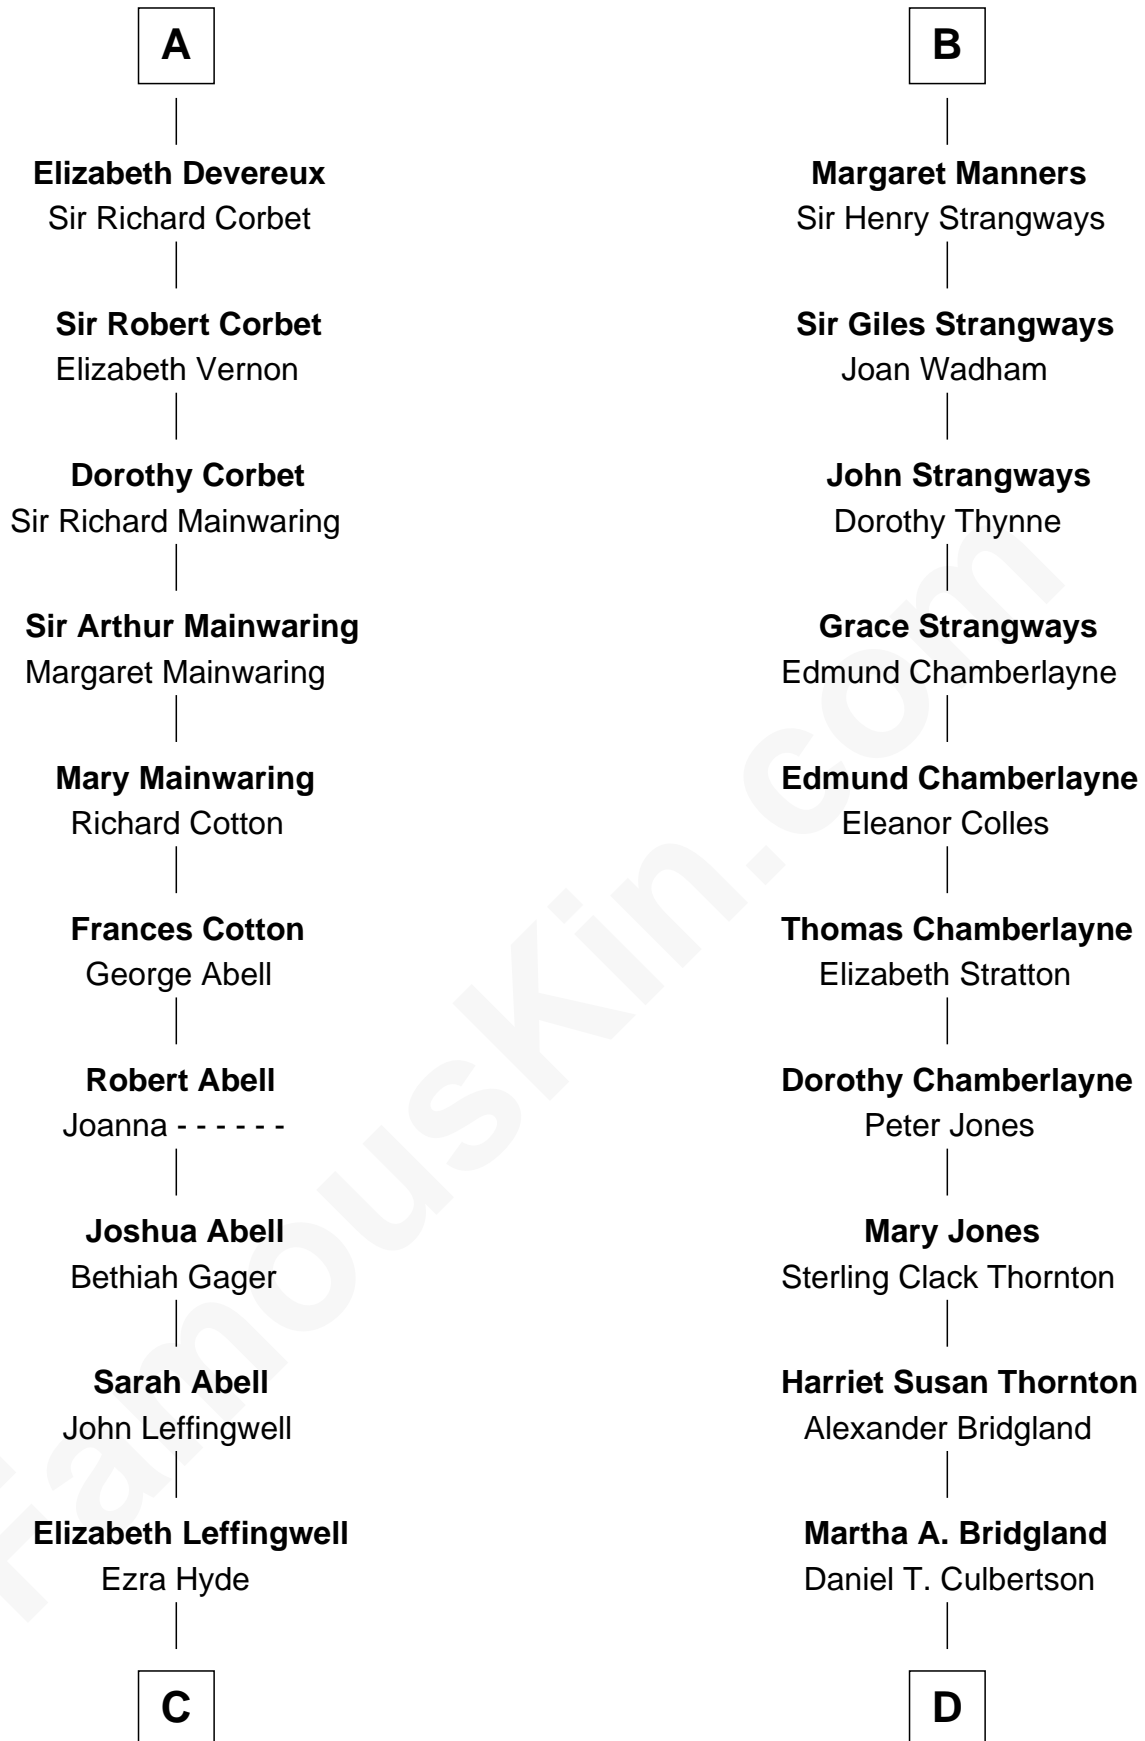 A
Elizabeth Devereux
Sir Richard Corbet
Sir Robert Corbet
Elizabeth Vernon
Dorothy Corbet
Sir Richard Mainwaring
Sir Arthur Mainwaring
Margaret Mainwaring
Mary Mainwaring
Richard Cotton
Frances Cotton
George Abell
Robert Abell
Joanna - - - - - -
Joshua Abell
Bethiah Gager
Sarah Abell
John Leffingwell
Elizabeth Leffingwell
Ezra Hyde
C
B
Margaret Manners
Sir Henry Strangways
Sir Giles Strangways
Joan Wadham
John Strangways
Dorothy Thynne
Grace Strangways
Edmund Chamberlayne
Edmund Chamberlayne
Eleanor Colles
Thomas Chamberlayne
Elizabeth Stratton
Dorothy Chamberlayne
Peter Jones
Mary Jones
Sterling Clack Thornton
Harriet Susan Thornton
Alexander Bridgland
Martha A. Bridgland
Daniel T. Culbertson
D
FamousKin.com